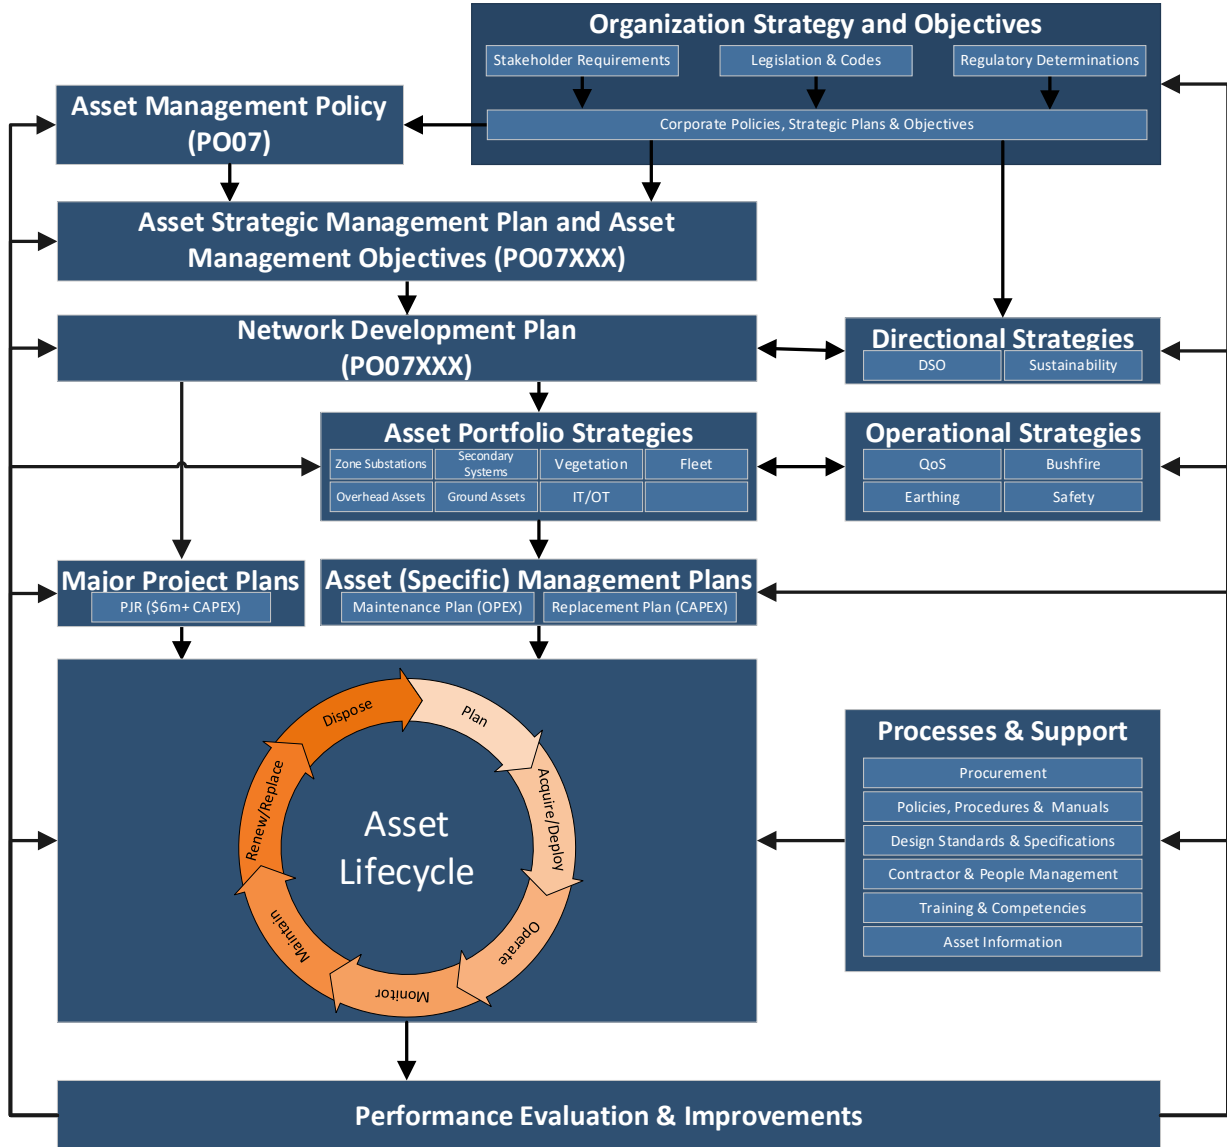 Organization Strategy and Objectives
Stakeholder Requirements
Legislation & Codes
Regulatory Determinations
Corporate Policies, Strategic Plans & Objectives
Asset Management Policy
(PO07)
Asset Strategic Management Plan and Asset
Management Objectives (PO07XXX)
Network Development Plan
(PO07XXX)
Directional Strategies
DSO
Sustainability
Asset Portfolio Strategies
Zone Substations
Secondary
Systems
Vegetation
Fleet
Overhead Assets
Ground Assets
IT/OT
Operational Strategies
QoS
Bushfire
Earthing
Safety
Major Project Plans
PJR ($6m+ CAPEX)
Asset (Specific) Management Plans
Maintenance Plan (OPEX)
Replacement Plan (CAPEX)
Asset
Lifecycle
Plan
Acquire/Deploy
Operate
Monitor
Maintain
Renew/Replace
Dispose
Processes & Support
Procurement
Policies, Procedures & Manuals
Design Standards & Specifications
Contractor & People Management
Training & Competencies
Asset Information
Performance Evaluation & Improvements